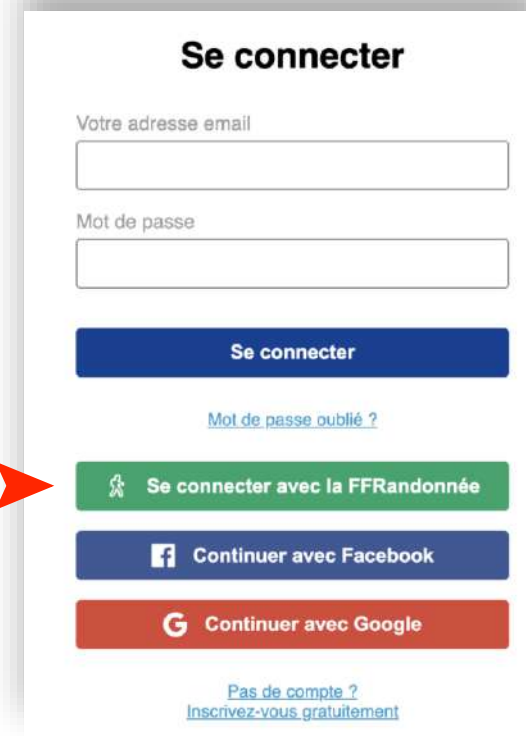 Se connecter
Votre adresse email
Mot de passe
Se connecter
Mot de passe oublié ?
Se connecter avec la FFRandonnée
Continuer avec Facebook
Continuer avec Google
Pas de compte ?
Inscrivez-vous gratuitement